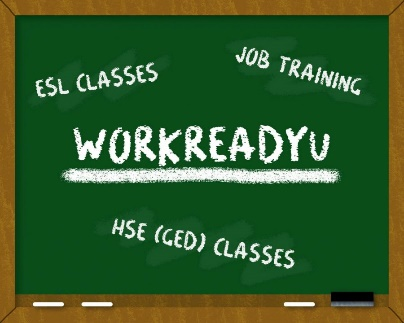 ESL CLASSES
JOB TRAINING
WORKREADYU
HSE (GED) CLASSES